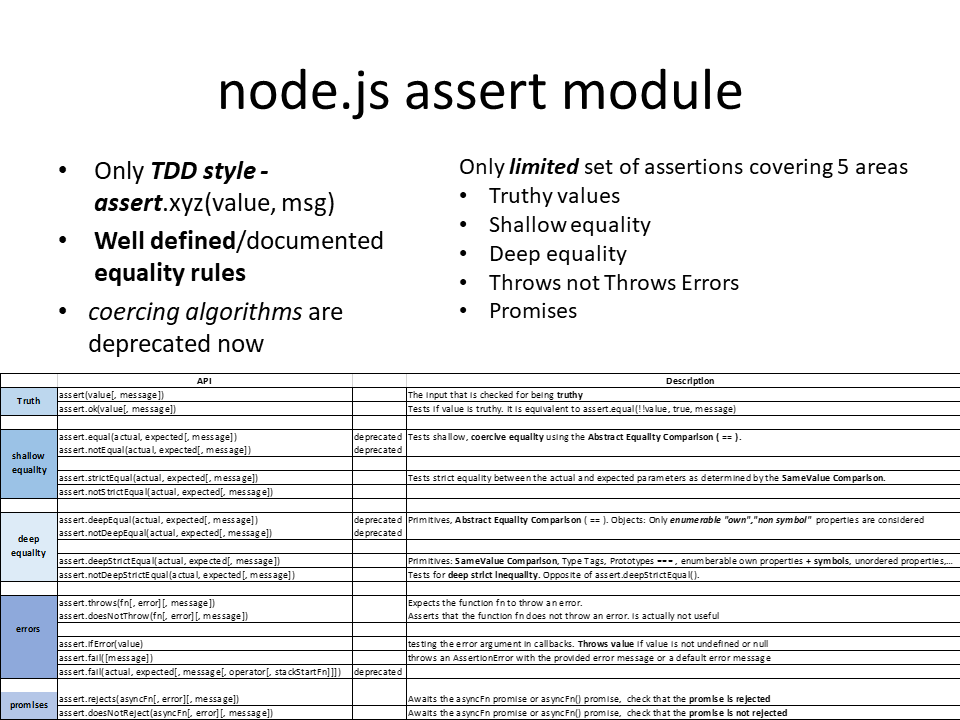 node.js assert module
• Only TDD style -
assert.xyz(value, msg)
• Well defined/documented
equality rules
• coercing algorithms are
deprecated now
Only limited set of assertions covering 5 areas
• Truthy values
• Shallow equality
• Deep equality
• Throws not Throws Errors
• Promises
API Description
Truth
assert(value[, message]) The input that is checked for being truthy
assert.ok(value[, message]) Tests if value is truthy. It is equivalent to assert.equal(!!value, true, message)
shallow
equality
assert.equal(actual, expected[, message]) deprecated Tests shallow, coercive equality using the Abstract Equality Comparison ( == ).
assert.notEqual(actual, expected[, message]) deprecated
assert.strictEqual(actual, expected[, message]) Tests strict equality between the actual and expected parameters as determined by the SameValue Comparison.
assert.notStrictEqual(actual, expected[, message])
deep
equality
assert.deepEqual(actual, expected[, message]) deprecated Primitives, Abstract Equality Comparison ( == ). Objects: Only enumerable "own","non symbol" properties are considered
assert.notDeepEqual(actual, expected[, message]) deprecated
assert.deepStrictEqual(actual, expected[, message]) Primitives: SameValue Comparison, Type Tags, Prototypes === , enumberable own properties + symbols, unordered properties,...
assert.notDeepStrictEqual(actual, expected[, message]) Tests for deep strict inequality. Opposite of assert.deepStrictEqual().
errors
assert.throws(fn[, error][, message]) Expects the function fn to throw an error.
assert.doesNotThrow(fn[, error][, message]) Asserts that the function fn does not throw an error. is actually not useful
assert.ifError(value) testing the error argument in callbacks. Throws value if value is not undefined or null
assert.fail([message]) throws an AssertionError with the provided error message or a default error message
assert.fail(actual, expected[, message[, operator[, stackStartFn]]]) deprecated
promises
assert.rejects(asyncFn[, error][, message]) Awaits the asyncFn promise or asyncFn() promise, check that the promise is rejected
assert.doesNotReject(asyncFn[, error][, message]) Awaits the asyncFn promise or asyncFn() promise, check that the promise is not rejected